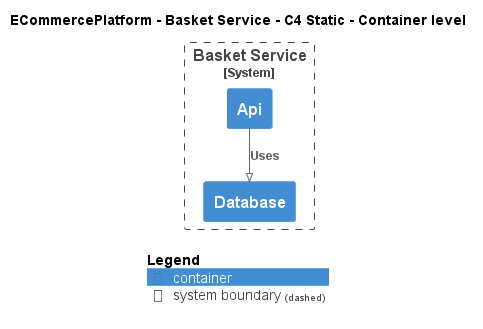 ECommercePlatform - Basket Service - C4 Static - Container level
Basket Service
[System]
Api
Uses
Database
Legend
container
system boundary (dashed)